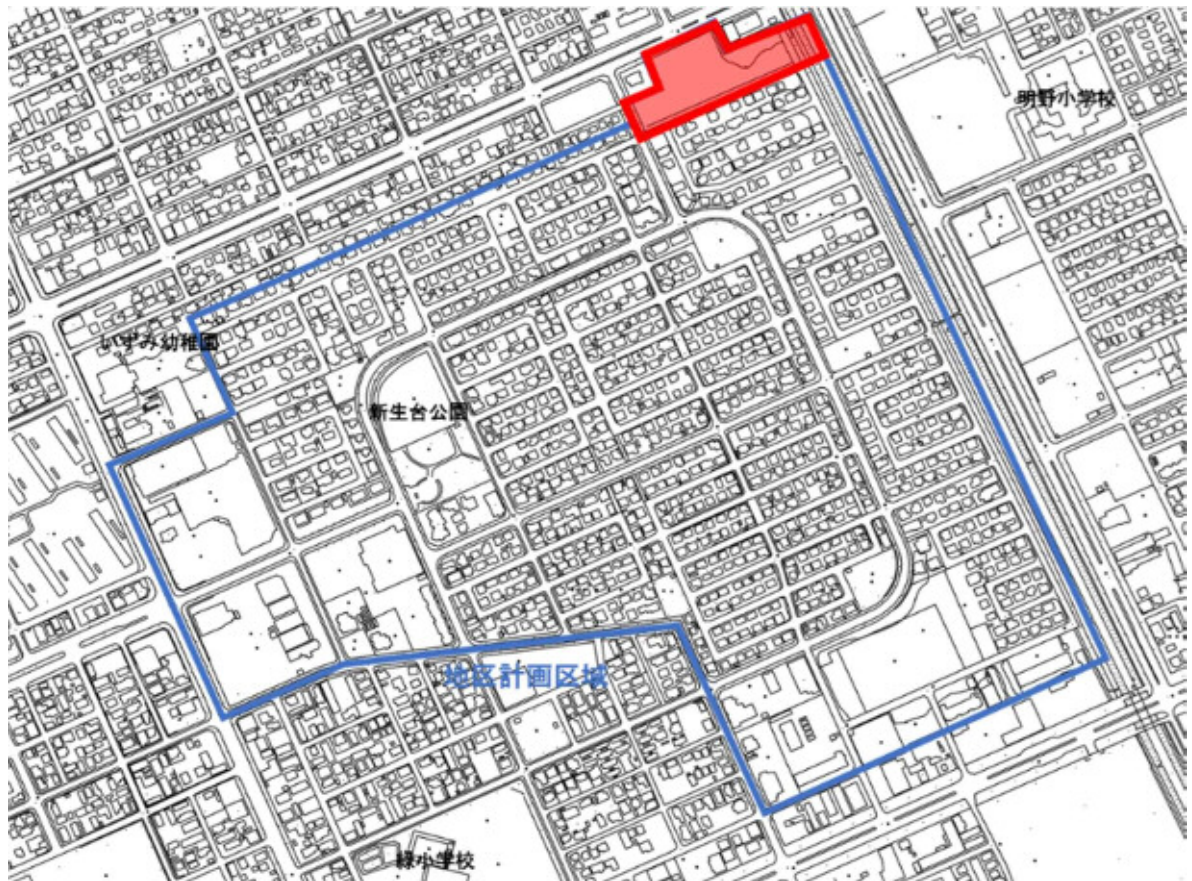 明野小学校
いずみ幼稚園
新生台公園
地区計画区域
緑小学校